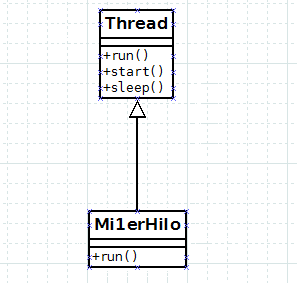 Thread
+run()
+start()
+sleep()
Mi1erHilo
+run()